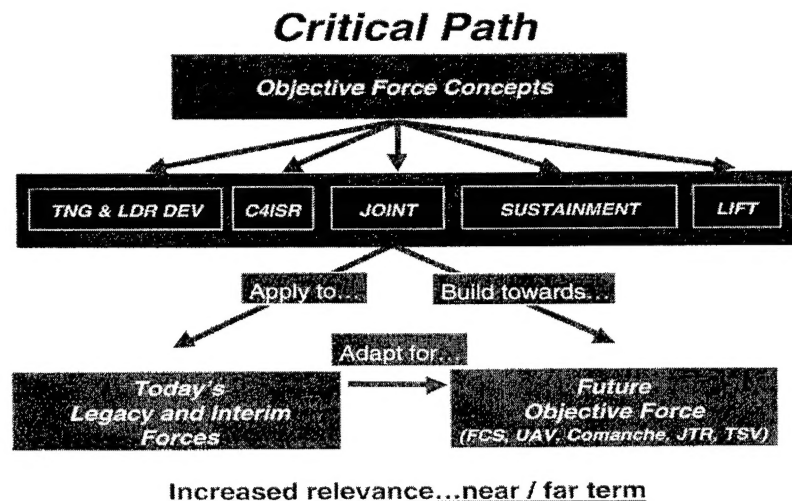 Critical Path
Objective Force Concepts
TNG & LDR DEV
C4ISR
JOINT
SUSTAINMENT
LIFT
Apply to...
Build towards...
Adapt for...
Today's
Legacy and Interim
Forces
Future
Objective Force
(FCS, UAV, Comanche, JTR, TSV)
Increased relevance...near / far term